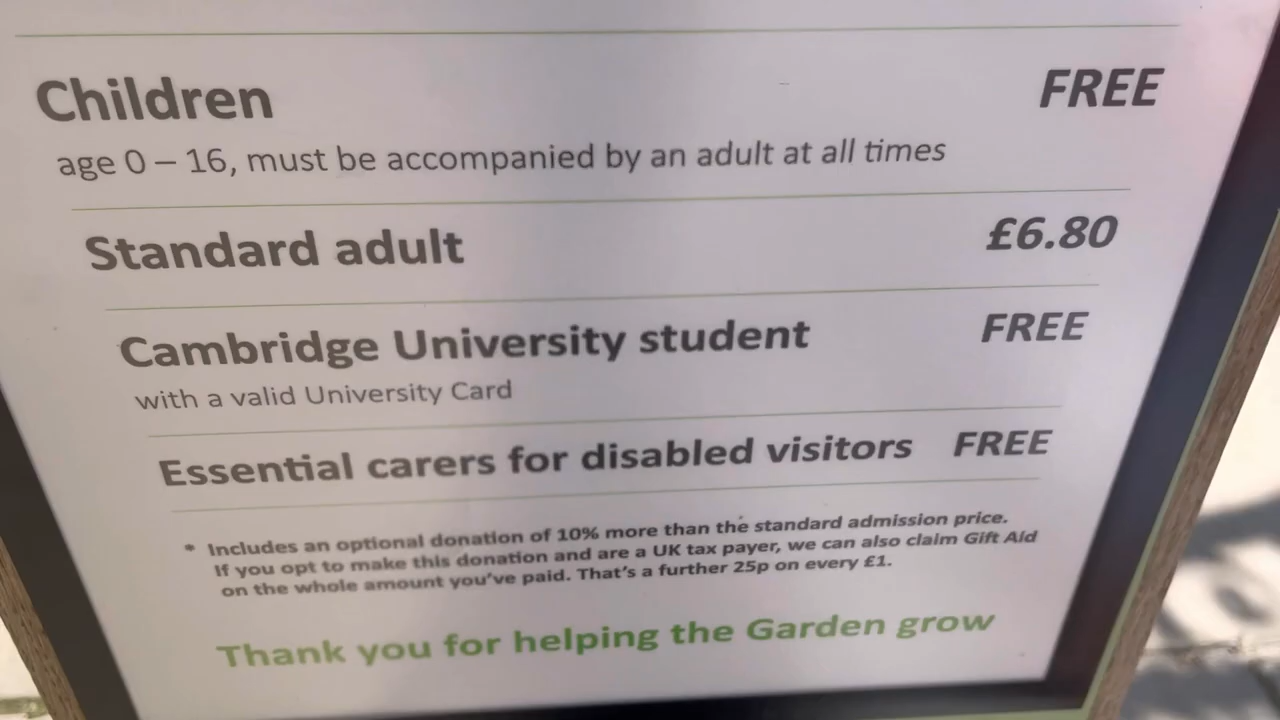 Children FREE
age 0 – 16, must be accompanied by an adult at all times
Standard adult £6.80
Cambridge University student FREE
with a valid University Card
Essential carers for disabled visitors FREE
* Includes an optional donation of 10% more than the standard admission price.
If you opt to make this donation and are a UK tax payer, we can also claim Gift Aid
on the whole amount you've paid. That's a further 25p on every £1.
Thank you for helping the Garden grow